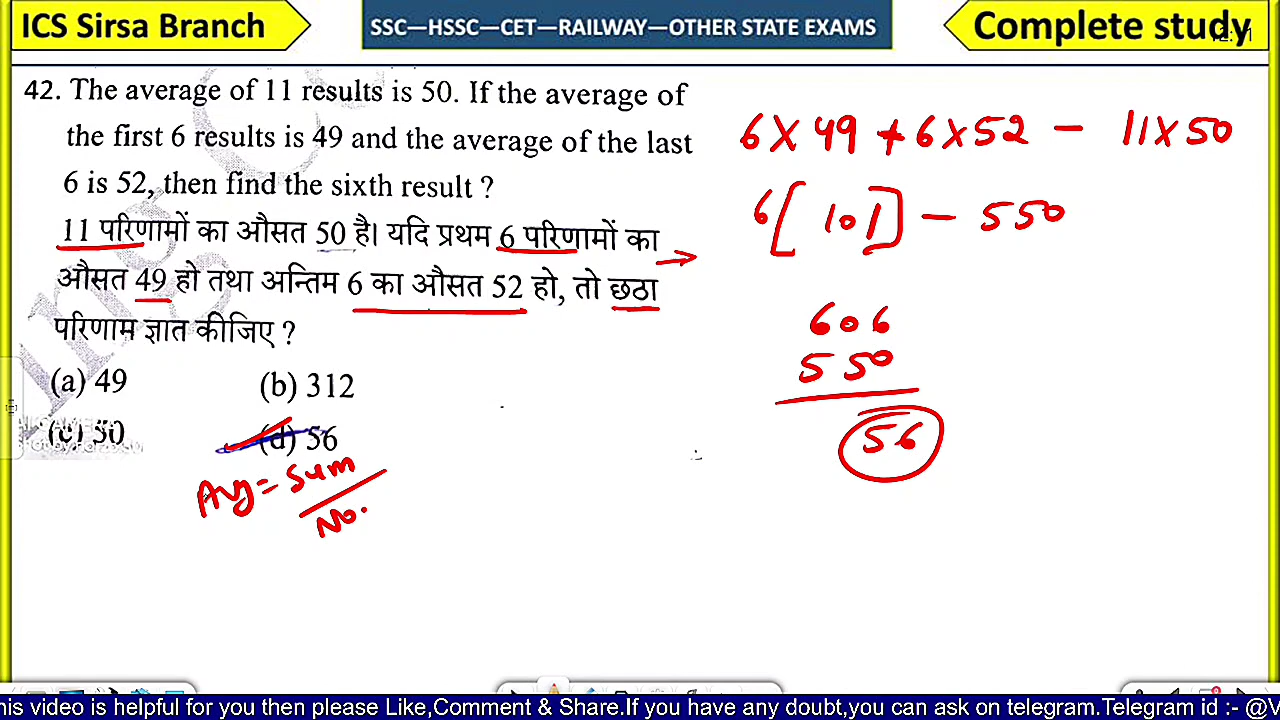 ICS Sirsa Branch
SSC—HSSC—CET—RAILWAY—OTHER STATE EXAMS
Complete study
42. The average of 11 results is 50. If the average of
the first 6 results is 49 and the average of the last
6 is 52, then find the sixth result ?
11 परिणामों का औसत 50 है। यदि प्रथम 6 परिणामों का
औसत 49 हो तथा अन्तिम 6 का औसत 52 हो, तो छठा
परिणाम ज्ञात कीजिए ?
(a) 49 (b) 312
(c) 50 (d) 56
Avg = Sum
No.
6 X 49 + 6 X 52 - 11 X 50
6 [ 101 ] - 550
606
550
56
his video is helpful for you then please Like,Comment & Share.If you have any doubt,you can ask on telegram.Telegram id :- @V